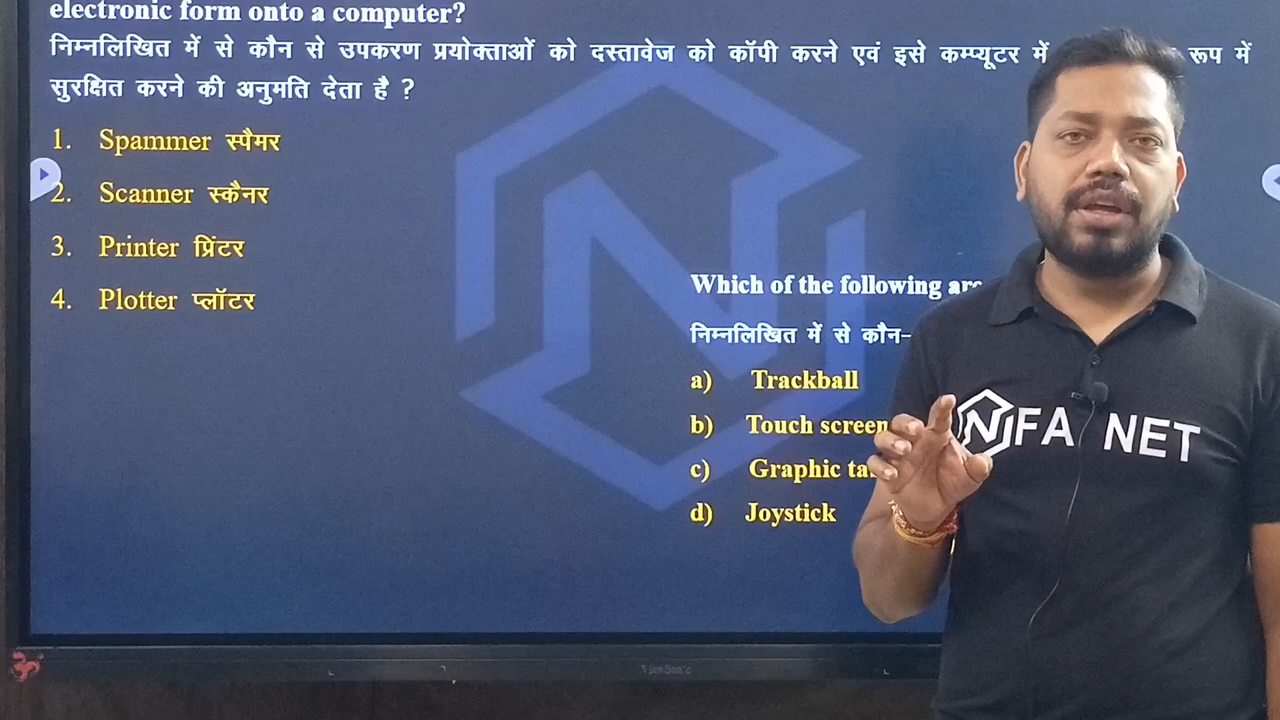 electronic form onto a computer?
निम्नलिखित में से कौन से उपकरण प्रयोक्ताओं को दस्तावेज को कॉपी करने एवं इसे कम्प्यूटर में रूप में
सुरक्षित करने की अनुमति देता है ?
1. Spammer स्पैमर
2. Scanner स्कैनर
3. Printer प्रिंटर
4. Plotter प्लॉटर
Which of the following are
निम्नलिखित में से कौन-
a) Trackball
b) Touch screen
c) Graphic
d) Joystick
NFA NET
ViewSonic